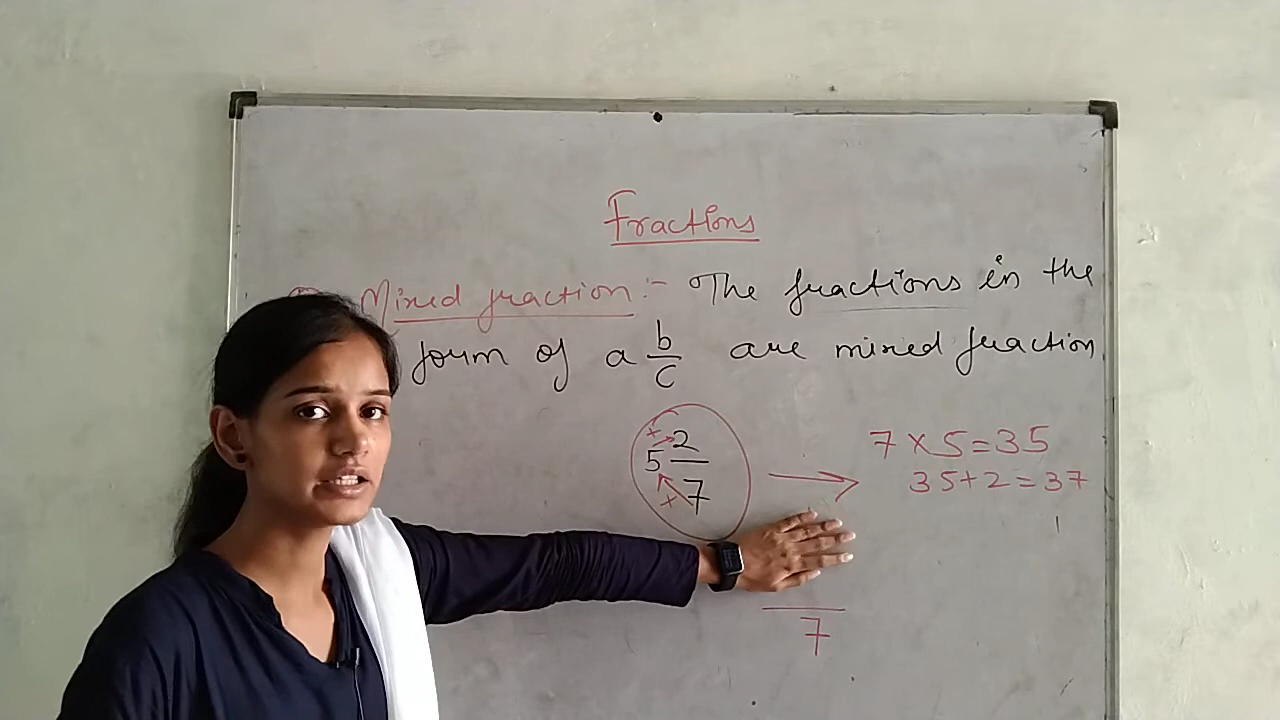 Fractions
Mixed fraction :- The fractions in the
form of a b/c are mixed fraction
5 2/7 → 7 × 5 = 35
35 + 2 = 37
/7